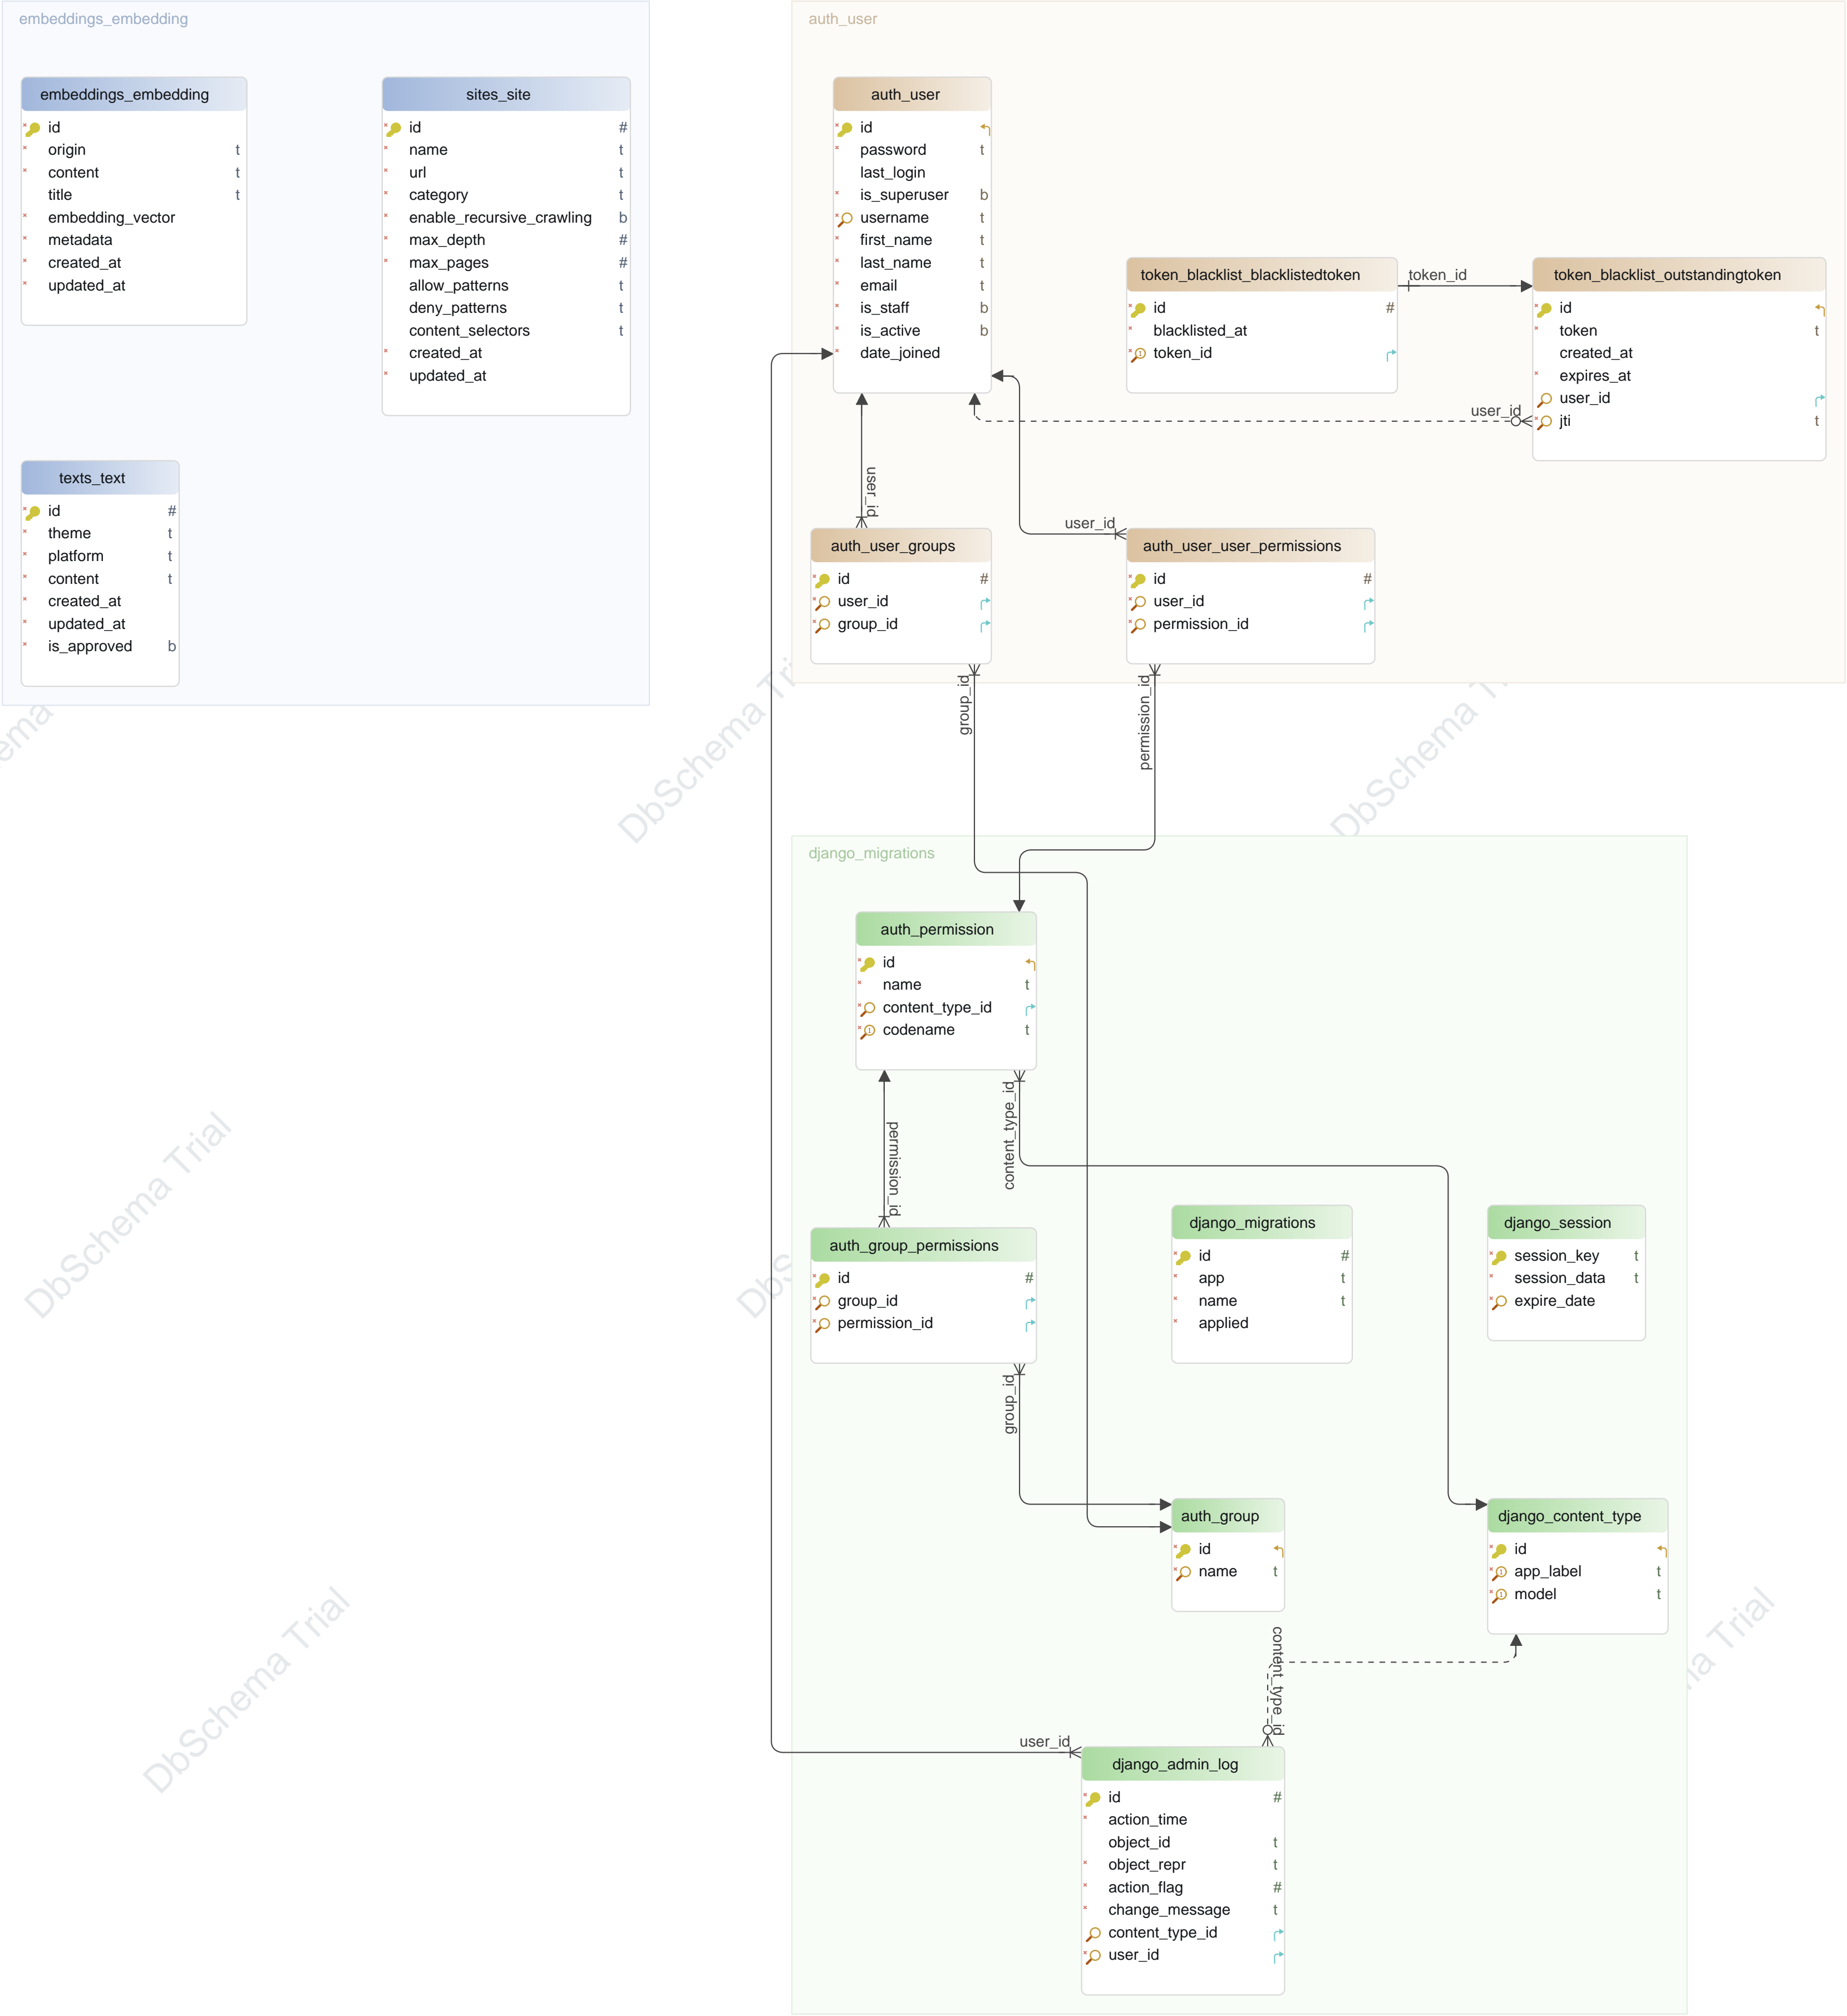 embeddings_embedding
embeddings_embedding
id
origin t
content t
title t
embedding_vector
metadata
created_at
updated_at
sites_site
id #
name t
url t
category t
enable_recursive_crawling b
max_depth #
max_pages #
allow_patterns t
deny_patterns t
content_selectors t
created_at
updated_at
texts_text
id #
theme t
platform t
content t
created_at
updated_at
is_approved b
auth_user
auth_user
id
password t
last_login
is_superuser b
username t
first_name t
last_name t
email t
is_staff b
is_active b
date_joined
token_blacklist_blacklistedtoken
id #
blacklisted_at
token_id
token_id
token_blacklist_outstandingtoken
id
token t
created_at
expires_at
user_id
jti t
user_id
user_id
user_id
auth_user_groups
id #
user_id
group_id
auth_user_user_permissions
id #
user_id
permission_id
group_id
permission_id
django_migrations
auth_permission
id
name t
content_type_id
codename t
permission_id
content_type_id
auth_group_permissions
id #
group_id
permission_id
django_migrations
id #
app t
name t
applied
django_session
session_key t
session_data t
expire_date
group_id
auth_group
id
name t
django_content_type
id
app_label t
model t
content_type_id
user_id
django_admin_log
id #
action_time
object_id t
object_repr t
action_flag #
change_message t
content_type_id
user_id
DbSchema Trial
DbSchema Trial
DbSchema Trial
DbSchema Trial